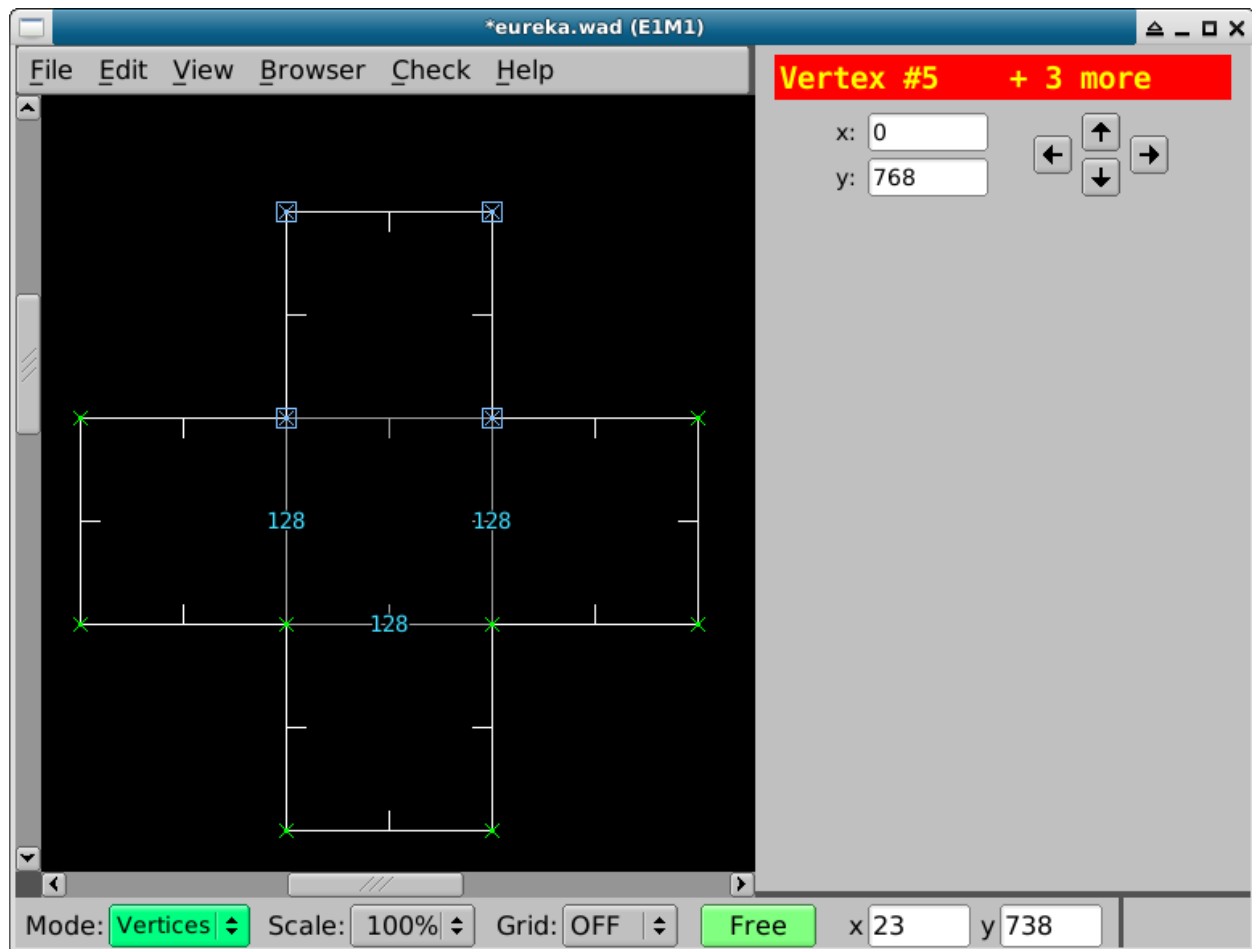 *eureka.wad (E1M1)
File Edit View Browser Check Help
Vertex #5 + 3 more
x: 0
y: 768
128 128
128
Mode: Vertices Scale: 100% Grid: OFF Free x 23 y 738